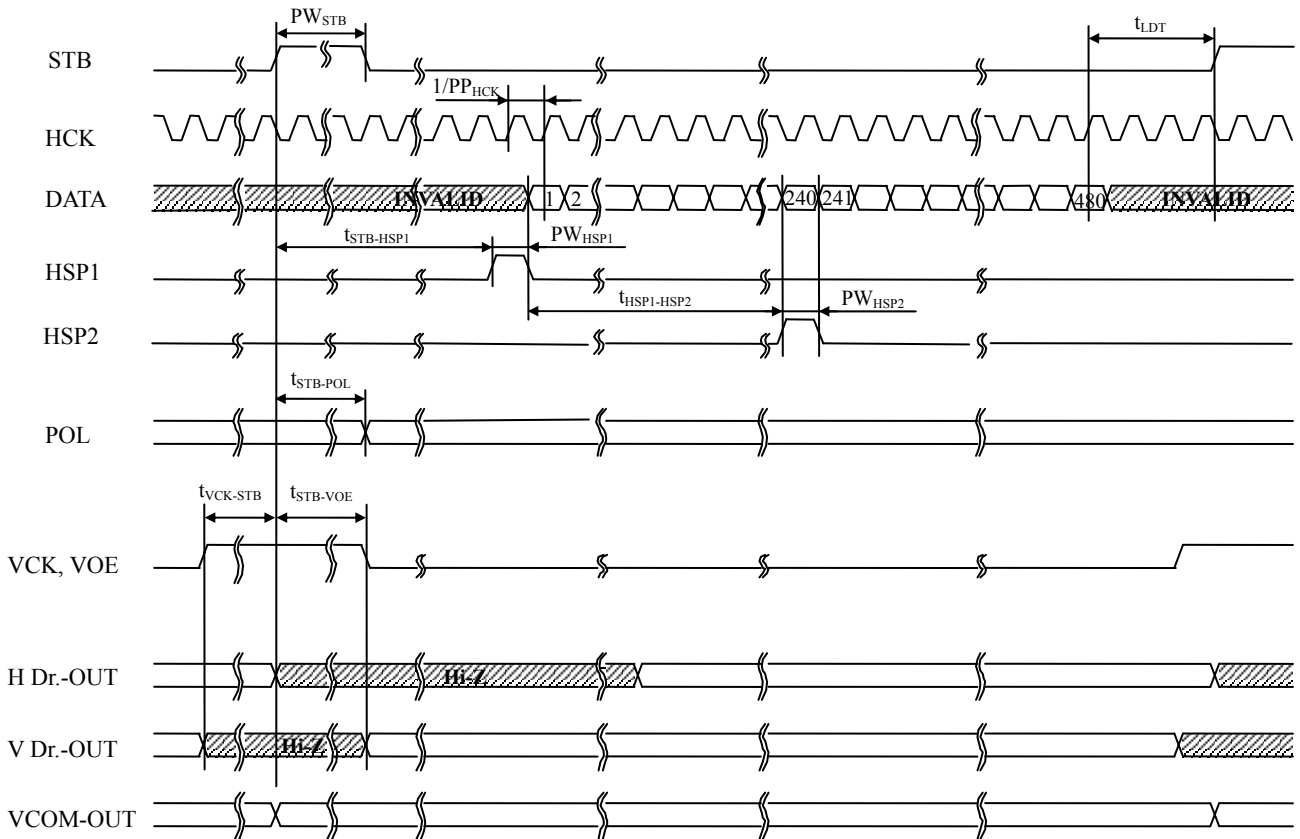 PW_STB
t_LDT
STB
1/PP_HCK
HCK
DATA INVALID 1 2 240 241 480 INVALID
t_STB-HSP1 PW_HSP1
HSP1
t_HSP1-HSP2 PW_HSP2
HSP2
t_STB-POL
POL
t_VCK-STB t_STB-VOE
VCK, VOE
H Dr.-OUT Hi-Z
V Dr.-OUT Hi-Z
VCOM-OUT